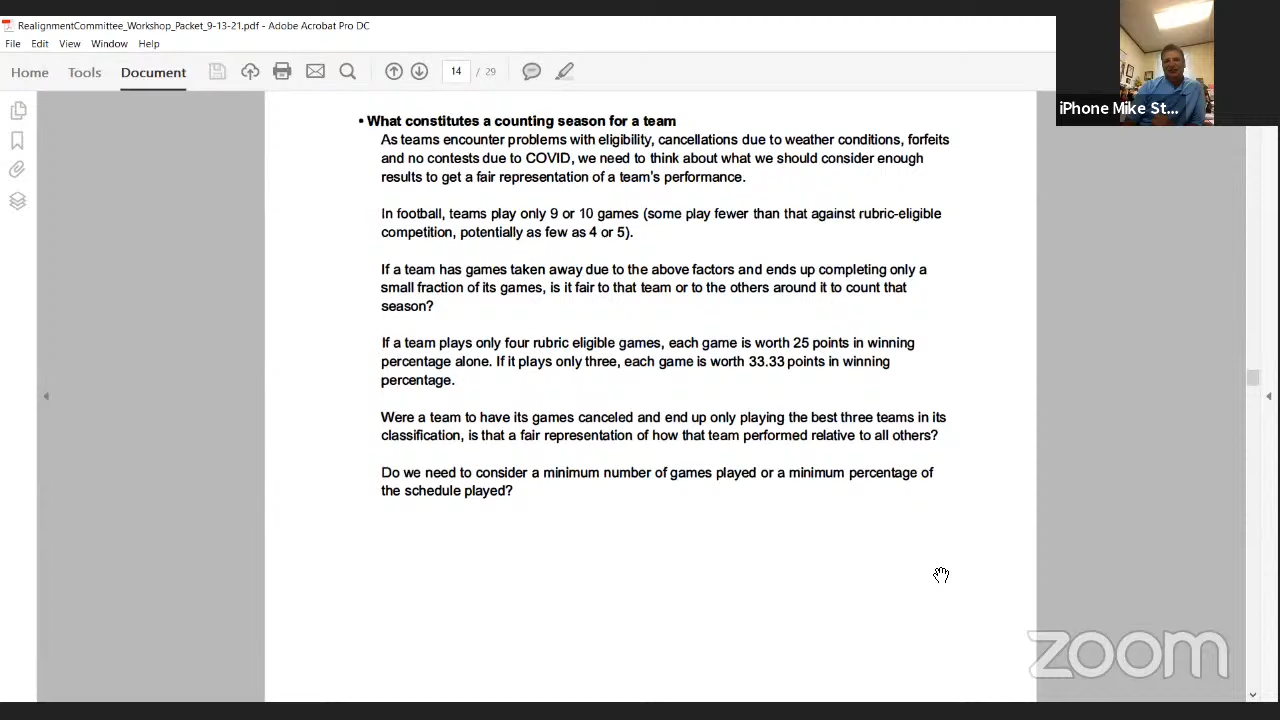 RealignmentCommittee_Workshop_Packet_9-13-21.pdf - Adobe Acrobat Pro DC
File Edit View Window Help
Home Tools Document 14 / 29
iPhone Mike St...
• What constitutes a counting season for a team
As teams encounter problems with eligibility, cancellations due to weather conditions, forfeits
and no contests due to COVID, we need to think about what we should consider enough
results to get a fair representation of a team's performance.
In football, teams play only 9 or 10 games (some play fewer than that against rubric-eligible
competition, potentially as few as 4 or 5).
If a team has games taken away due to the above factors and ends up completing only a
small fraction of its games, is it fair to that team or to the others around it to count that
season?
If a team plays only four rubric eligible games, each game is worth 25 points in winning
percentage alone. If it plays only three, each game is worth 33.33 points in winning
percentage.
Were a team to have its games canceled and end up only playing the best three teams in its
classification, is that a fair representation of how that team performed relative to all others?
Do we need to consider a minimum number of games played or a minimum percentage of
the schedule played?
zoom